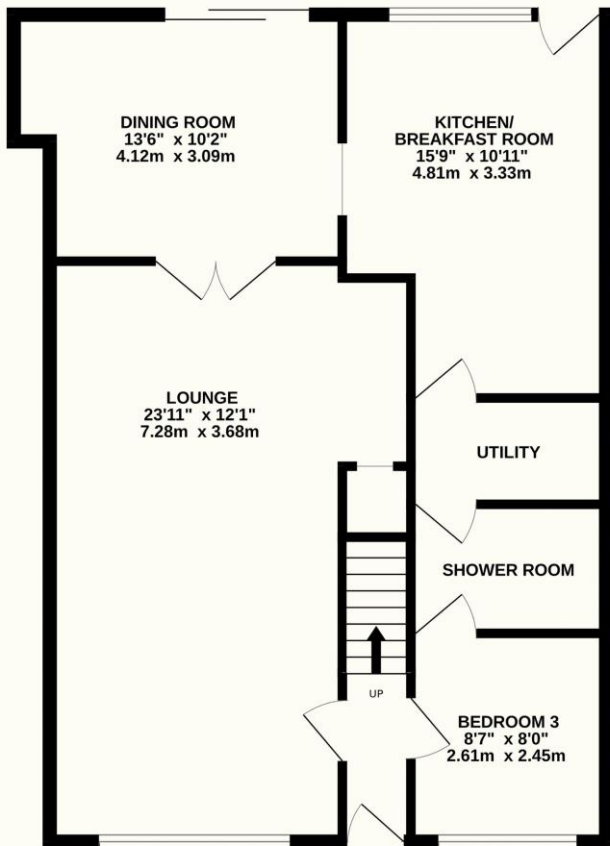 DINING ROOM
13'6" x 10'2"
4.12m x 3.09m
KITCHEN/
BREAKFAST ROOM
15'9" x 10'11"
4.81m x 3.33m
LOUNGE
23'11" x 12'1"
7.28m x 3.68m
UTILITY
SHOWER ROOM
UP
BEDROOM 3
8'7" x 8'0"
2.61m x 2.45m